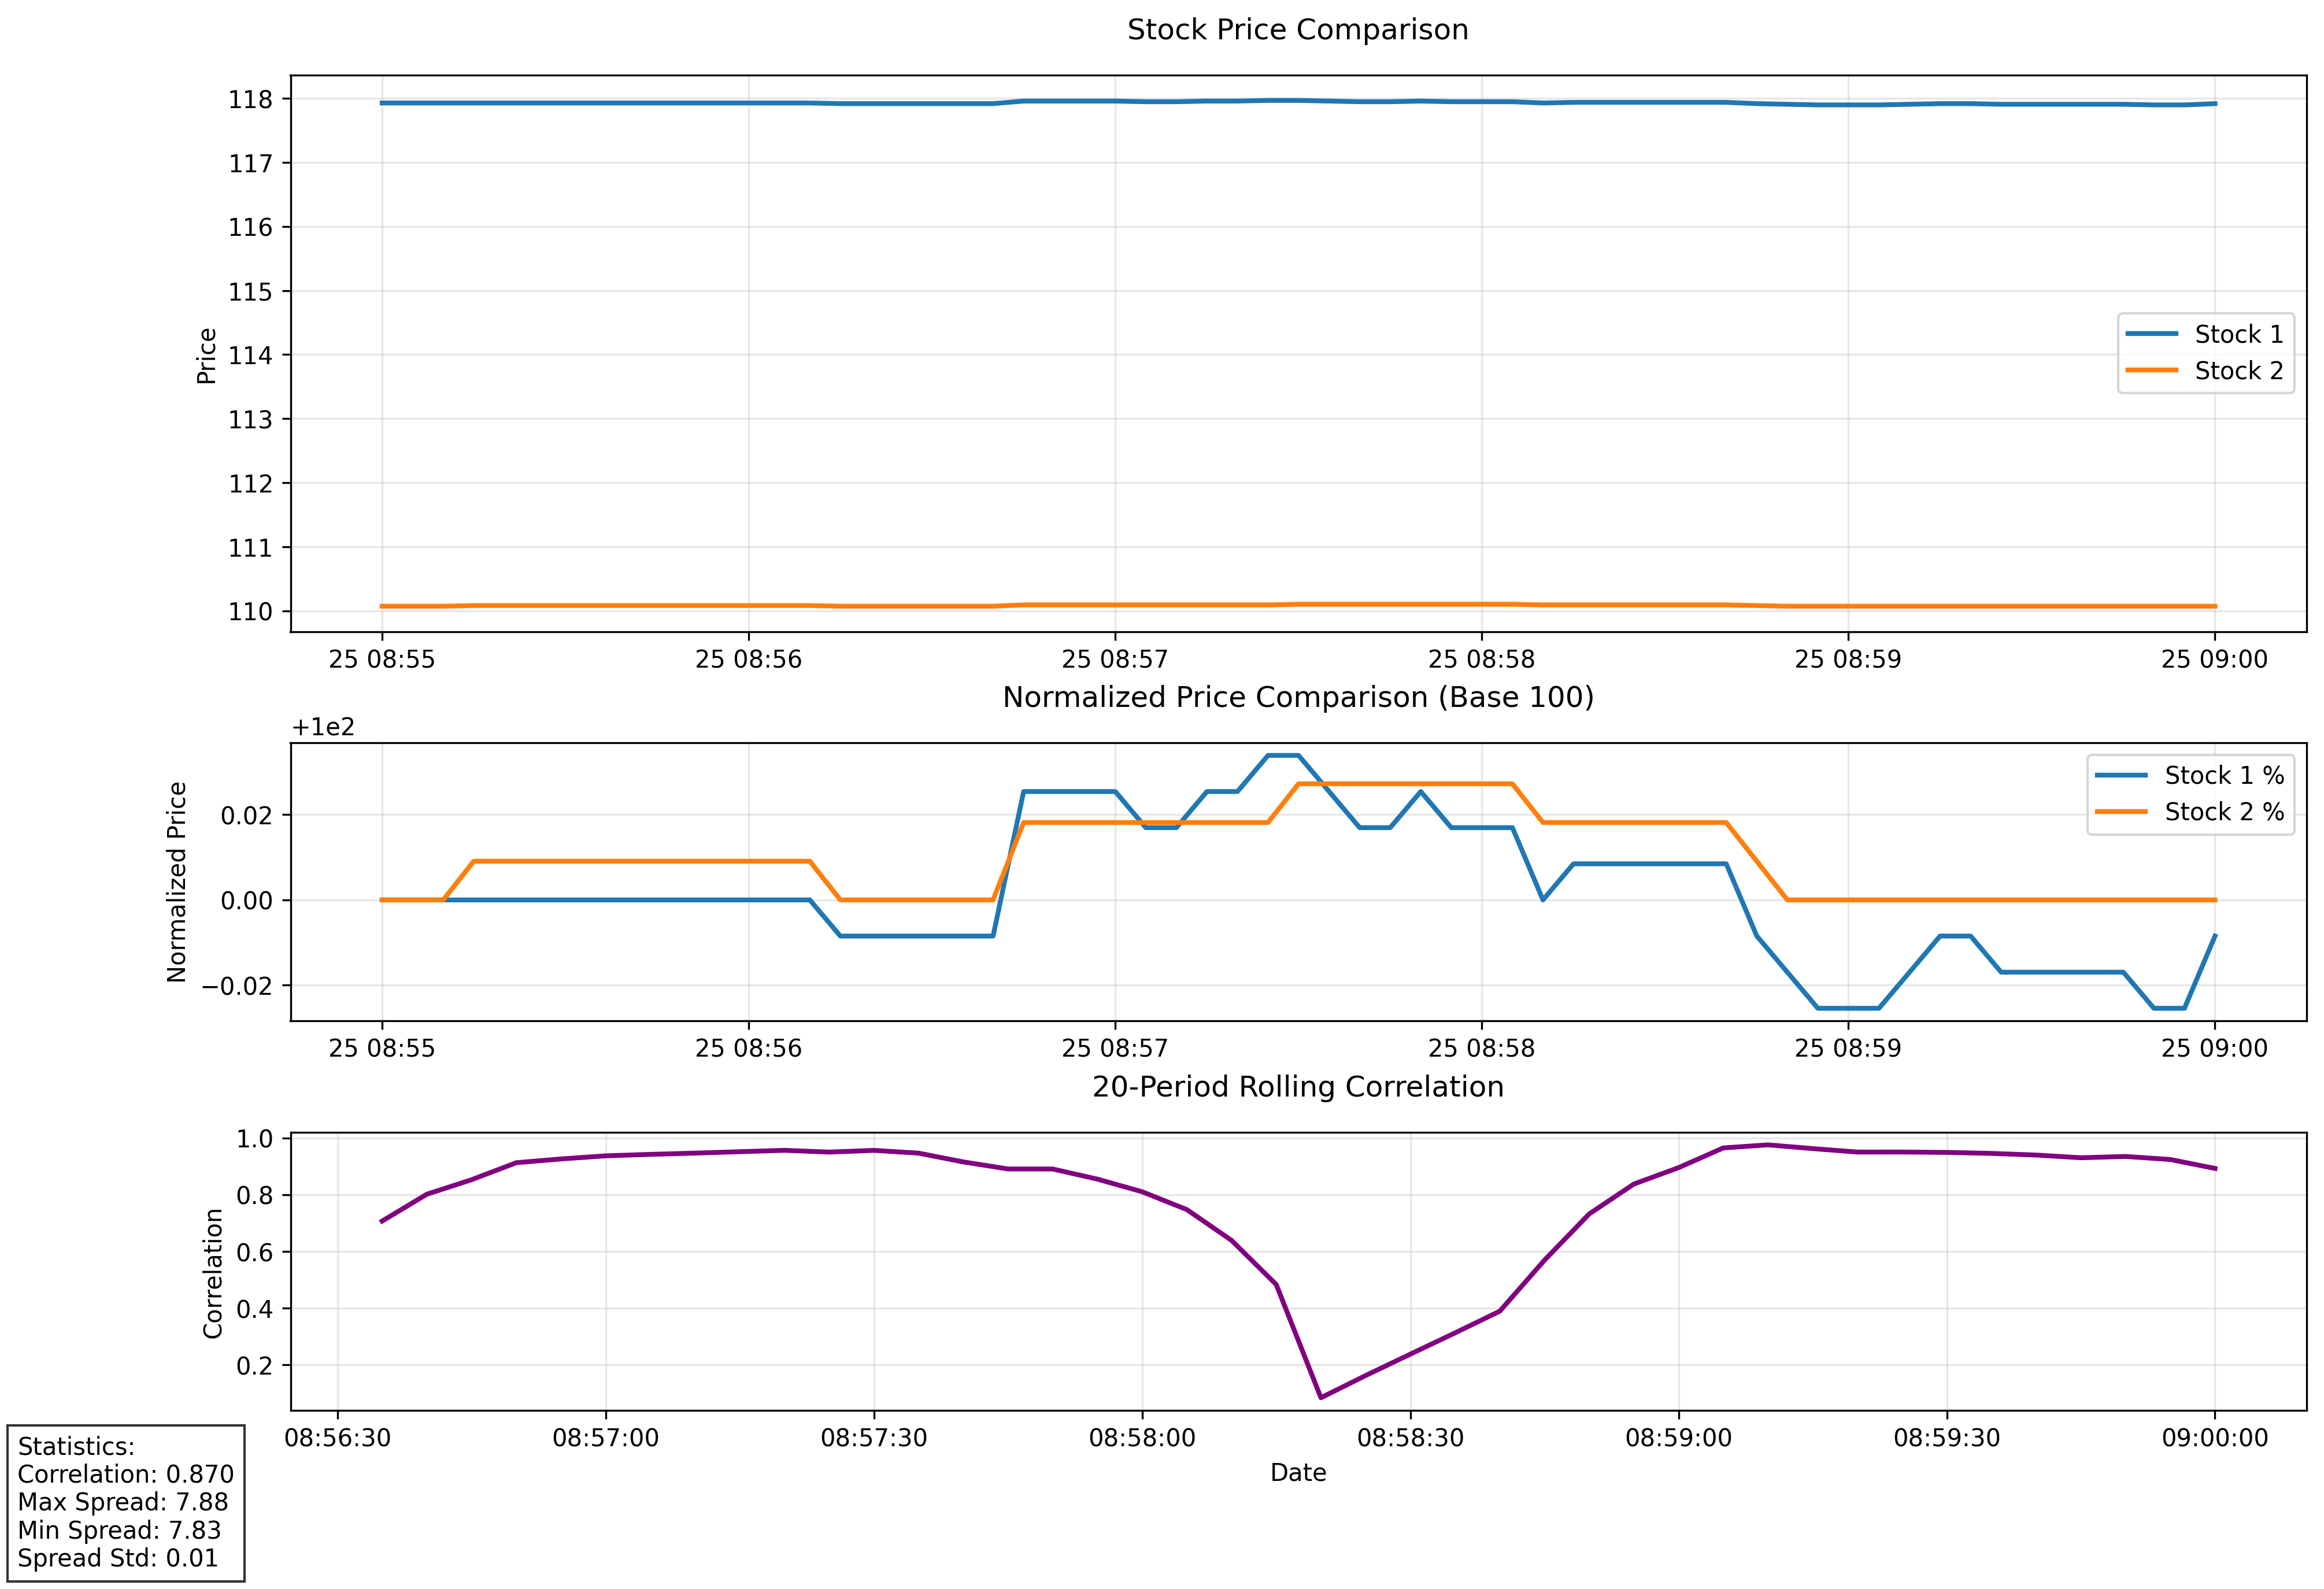 Stock Price Comparison
118
117
116
115
114
113
112
111
110
Price
Stock 1
Stock 2
25 08:55
25 08:56
25 08:57
25 08:58
25 08:59
25 09:00
Normalized Price Comparison (Base 100)
+1e2
0.02
0.00
−0.02
Normalized Price
Stock 1 %
Stock 2 %
25 08:55
25 08:56
25 08:57
25 08:58
25 08:59
25 09:00
20-Period Rolling Correlation
1.0
0.8
0.6
0.4
0.2
Correlation
08:56:30
08:57:00
08:57:30
08:58:00
08:58:30
08:59:00
08:59:30
09:00:00
Date
Statistics:
Correlation: 0.870
Max Spread: 7.88
Min Spread: 7.83
Spread Std: 0.01